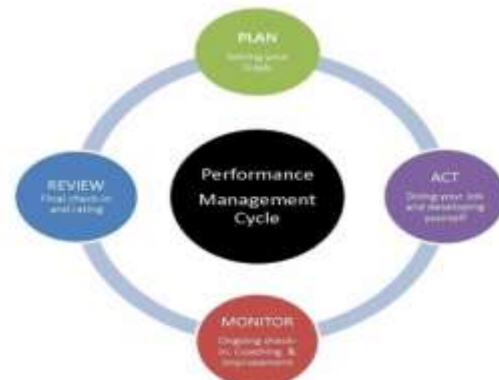 PLAN
Setting your
Goals
ACT
Doing your Job
and developing
yourself
MONITOR
Ongoing check-
in, Coaching, &
Improvement
REVIEW
Final check-in
and rating
Performance
Management
Cycle